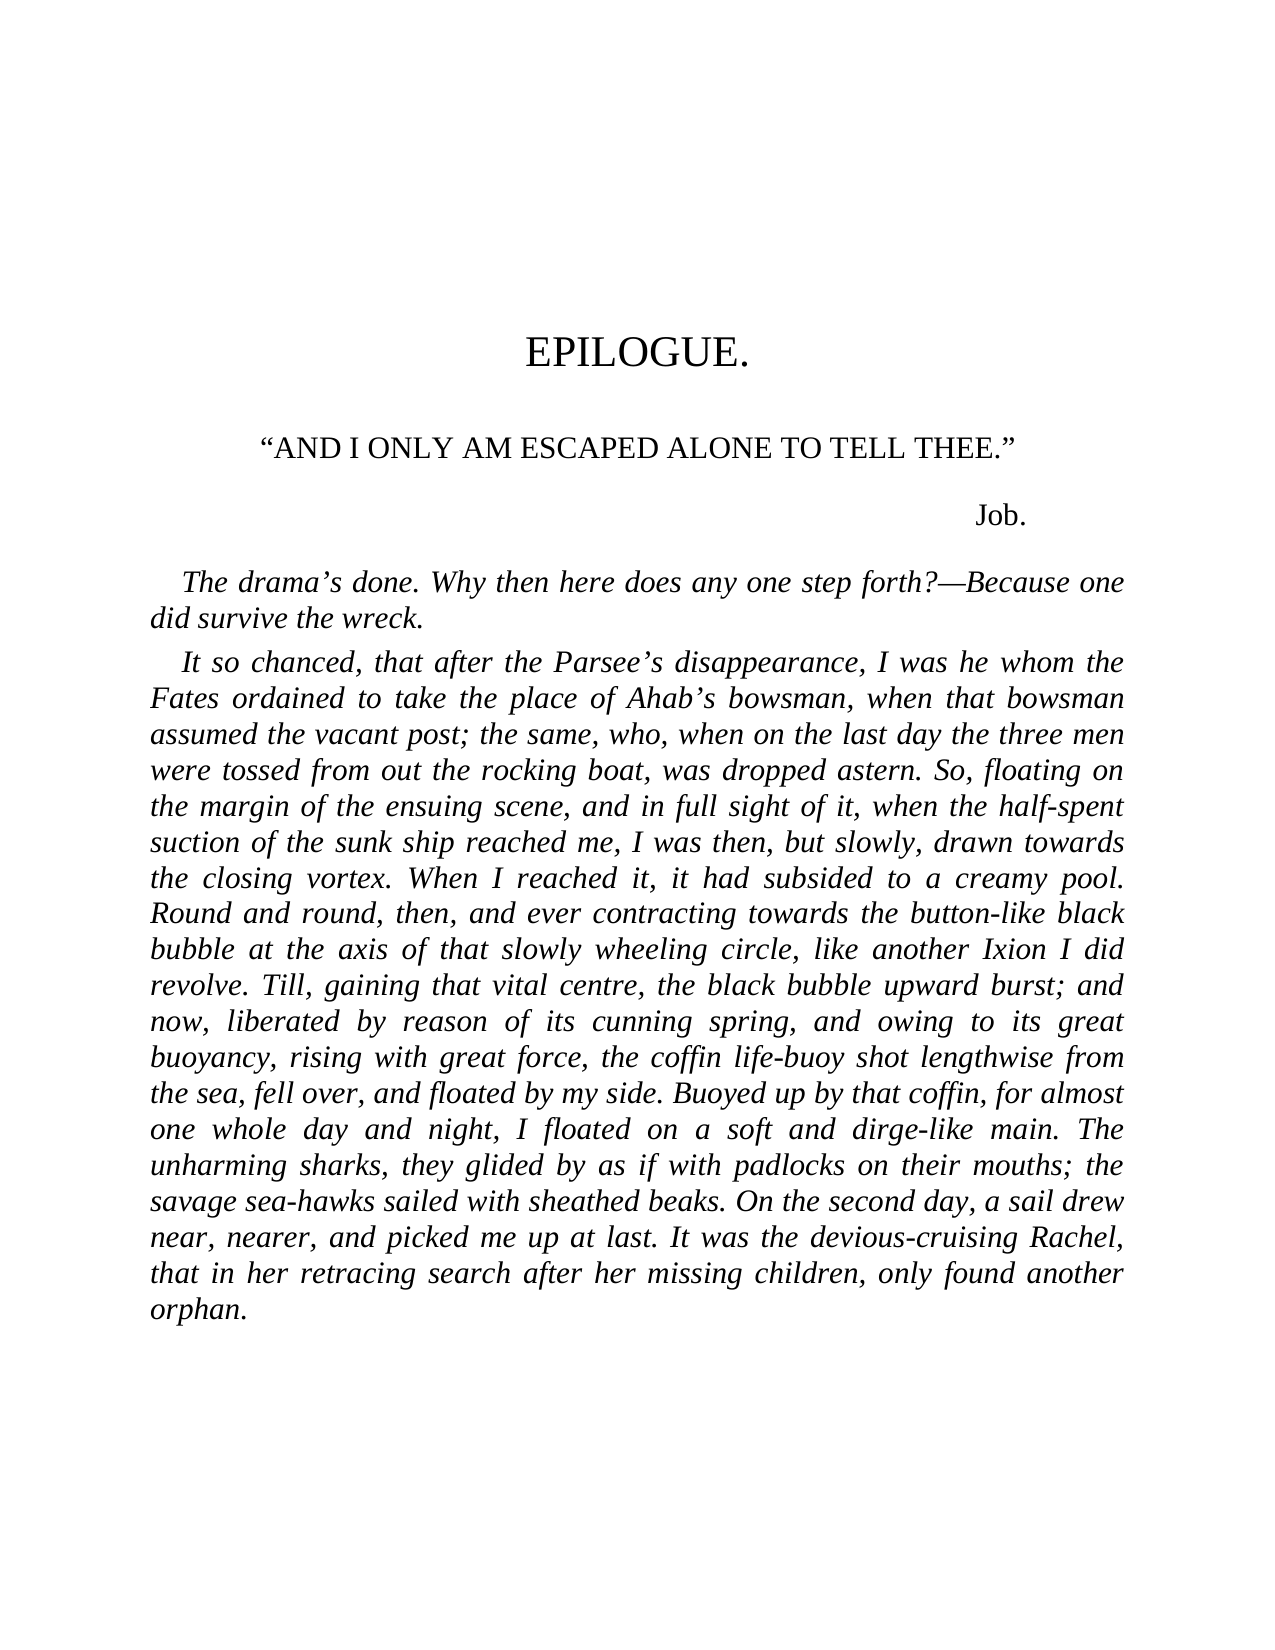 EPILOGUE.
“AND I ONLY AM ESCAPED ALONE TO TELL THEE.”
Job.
The drama’s done. Why then here does any one step forth?—Because one
did survive the wreck.
It so chanced, that after the Parsee’s disappearance, I was he whom the
Fates ordained to take the place of Ahab’s bowsman, when that bowsman
assumed the vacant post; the same, who, when on the last day the three men
were tossed from out the rocking boat, was dropped astern. So, floating on
the margin of the ensuing scene, and in full sight of it, when the half-spent
suction of the sunk ship reached me, I was then, but slowly, drawn towards
the closing vortex. When I reached it, it had subsided to a creamy pool.
Round and round, then, and ever contracting towards the button-like black
bubble at the axis of that slowly wheeling circle, like another Ixion I did
revolve. Till, gaining that vital centre, the black bubble upward burst; and
now, liberated by reason of its cunning spring, and owing to its great
buoyancy, rising with great force, the coffin life-buoy shot lengthwise from
the sea, fell over, and floated by my side. Buoyed up by that coffin, for almost
one whole day and night, I floated on a soft and dirge-like main. The
unharming sharks, they glided by as if with padlocks on their mouths; the
savage sea-hawks sailed with sheathed beaks. On the second day, a sail drew
near, nearer, and picked me up at last. It was the devious-cruising Rachel,
that in her retracing search after her missing children, only found another
orphan.